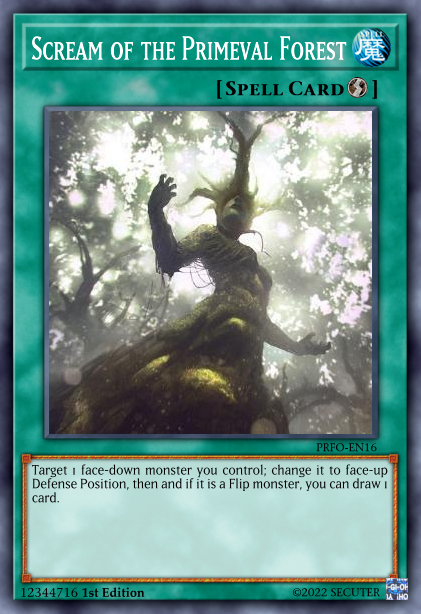 Scream of the Primeval Forest 魔
[Spell Card]
PRFO-EN16
Target 1 face-down monster you control; change it to face-up
Defense Position, then and if it is a Flip monster, you can draw 1
card.
12344716 1st Edition ©2022 SECUTER